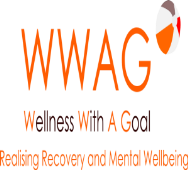 WWAG
Wellness With A Goal
Realising Recovery and Mental Wellbeing